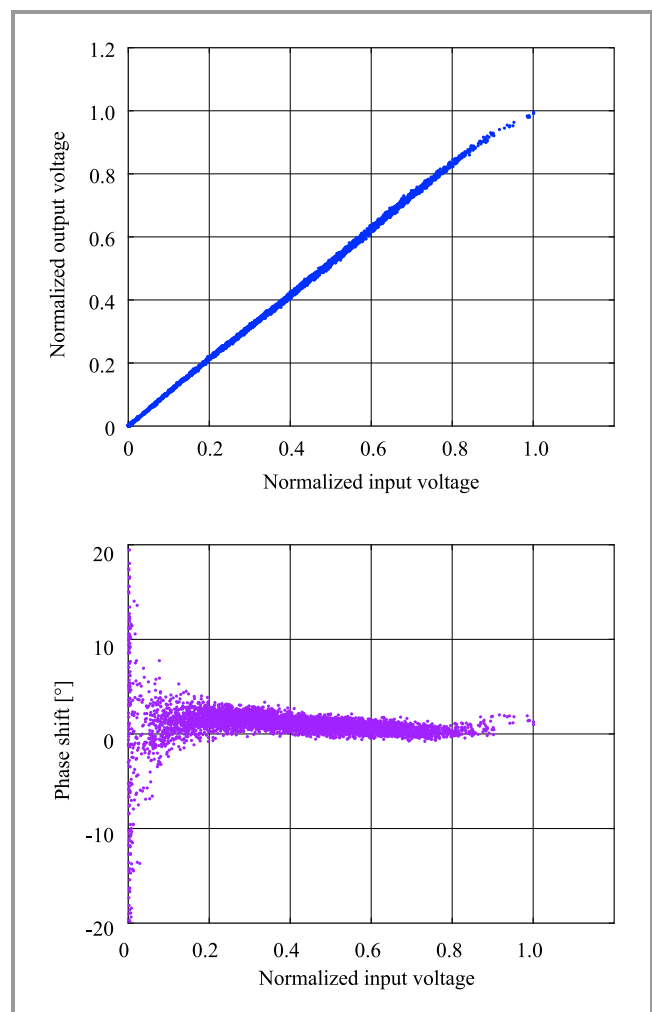 1.2
1.0
0.8
0.6
0.4
0.2
0
Normalized output voltage
0 0.2 0.4 0.6 0.8 1.0
Normalized input voltage
20
10
0
-10
-20
Phase shift [°]
0 0.2 0.4 0.6 0.8 1.0
Normalized input voltage